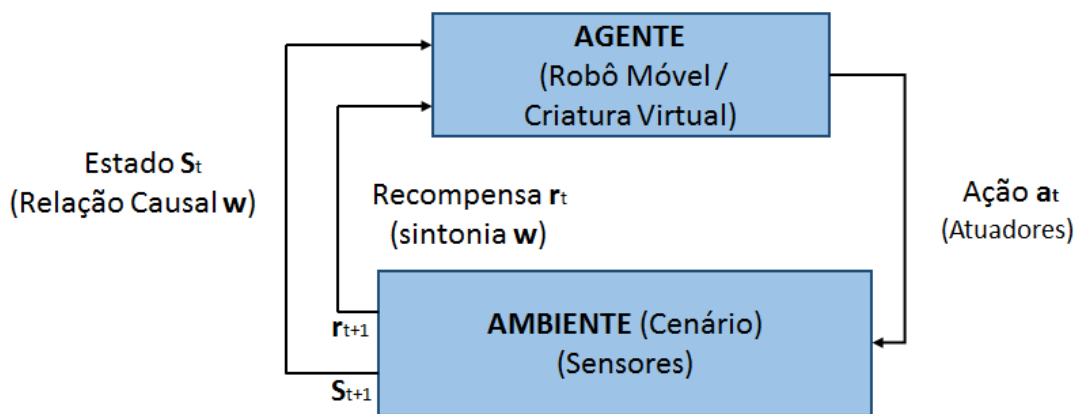 AGENTE
(Robô Móvel /
Criatura Virtual)
Estado St
(Relação Causal w)
Recompensa rt
(sintonia w)
Ação at
(Atuadores)
AMBIENTE (Cenário)
(Sensores)
rt+1
St+1